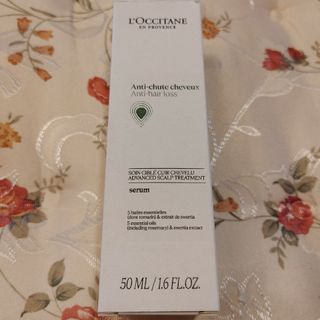 L'OCCITANE
EN PROVENCE
Anti-chute cheveux
Anti-hair loss
SOIN CIBLÉ CUIR CHEVELU
ADVANCED SCALP TREATMENT
serum
5 huiles essentielles
(dont romarin) & extrait de swertia
5 essential oils
(including rosemary) & swertia extract
50 ML / 1.6 FL.OZ.